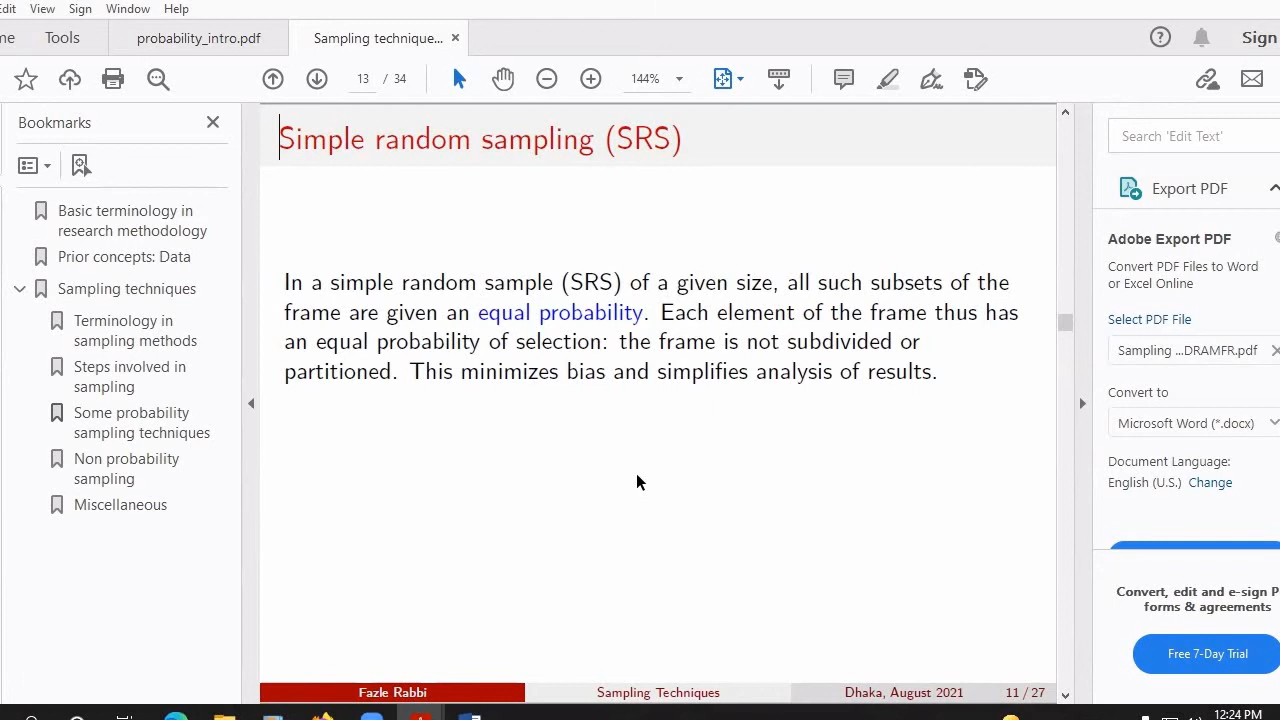 Edit View Sign Window Help
me Tools probability_intro.pdf Sampling technique... × Sign
13 / 34 144%
Bookmarks
Basic terminology in
research methodology
Prior concepts: Data
Sampling techniques
Terminology in
sampling methods
Steps involved in
sampling
Some probability
sampling techniques
Non probability
sampling
Miscellaneous
Simple random sampling (SRS)
In a simple random sample (SRS) of a given size, all such subsets of the
frame are given an equal probability. Each element of the frame thus has
an equal probability of selection: the frame is not subdivided or
partitioned. This minimizes bias and simplifies analysis of results.
Fazle Rabbi Sampling Techniques Dhaka, August 2021 11 / 27
Search 'Edit Text'
Export PDF
Adobe Export PDF
Convert PDF Files to Word
or Excel Online
Select PDF File
Sampling ...DRAMFR.pdf
Convert to
Microsoft Word (*.docx)
Document Language:
English (U.S.) Change
Convert, edit and e-sign P
forms & agreements
Free 7-Day Trial
12:24 PM